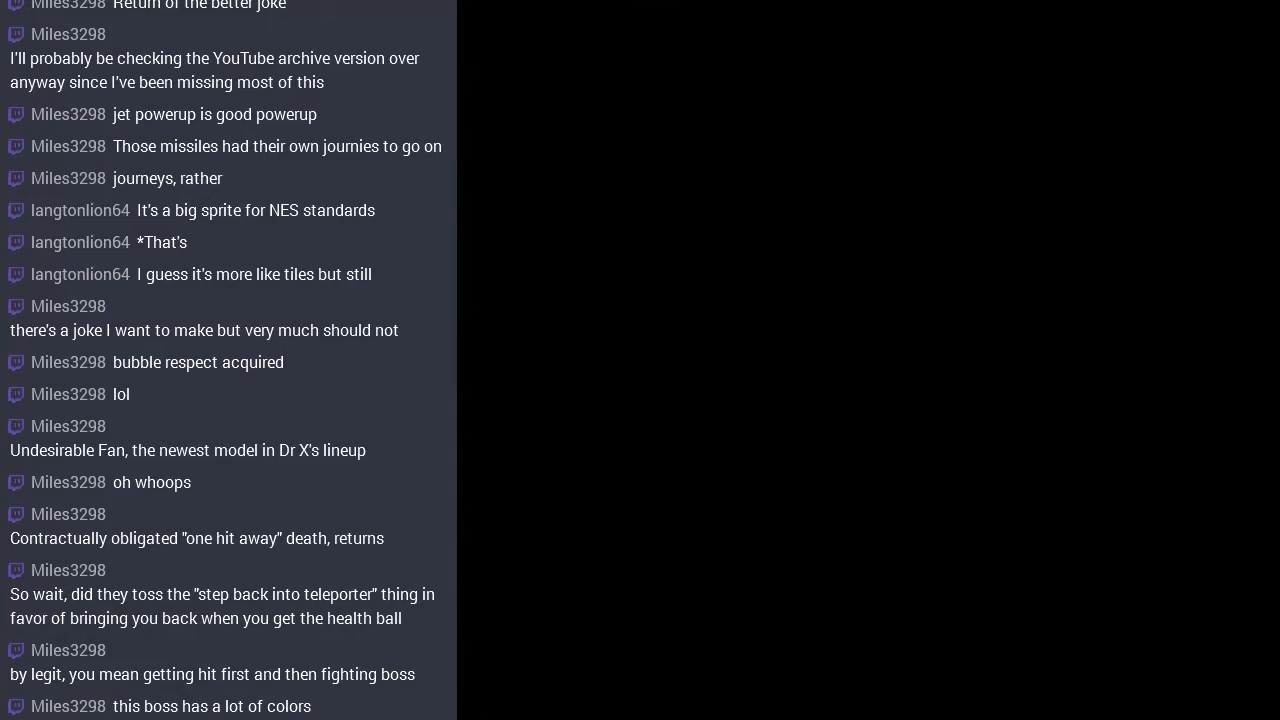 Miles3298 Return of the better joke
Miles3298
I'll probably be checking the YouTube archive version over
anyway since I've been missing most of this
Miles3298 jet powerup is good powerup
Miles3298 Those missiles had their own journies to go on
Miles3298 journeys, rather
langtonlion64 It's a big sprite for NES standards
langtonlion64 *That's
langtonlion64 I guess it's more like tiles but still
Miles3298
there's a joke I want to make but very much should not
Miles3298 bubble respect acquired
Miles3298 lol
Miles3298
Undesirable Fan, the newest model in Dr X's lineup
Miles3298 oh whoops
Miles3298
Contractually obligated "one hit away" death, returns
Miles3298
So wait, did they toss the "step back into teleporter" thing in
favor of bringing you back when you get the health ball
Miles3298
by legit, you mean getting hit first and then fighting boss
Miles3298 this boss has a lot of colors